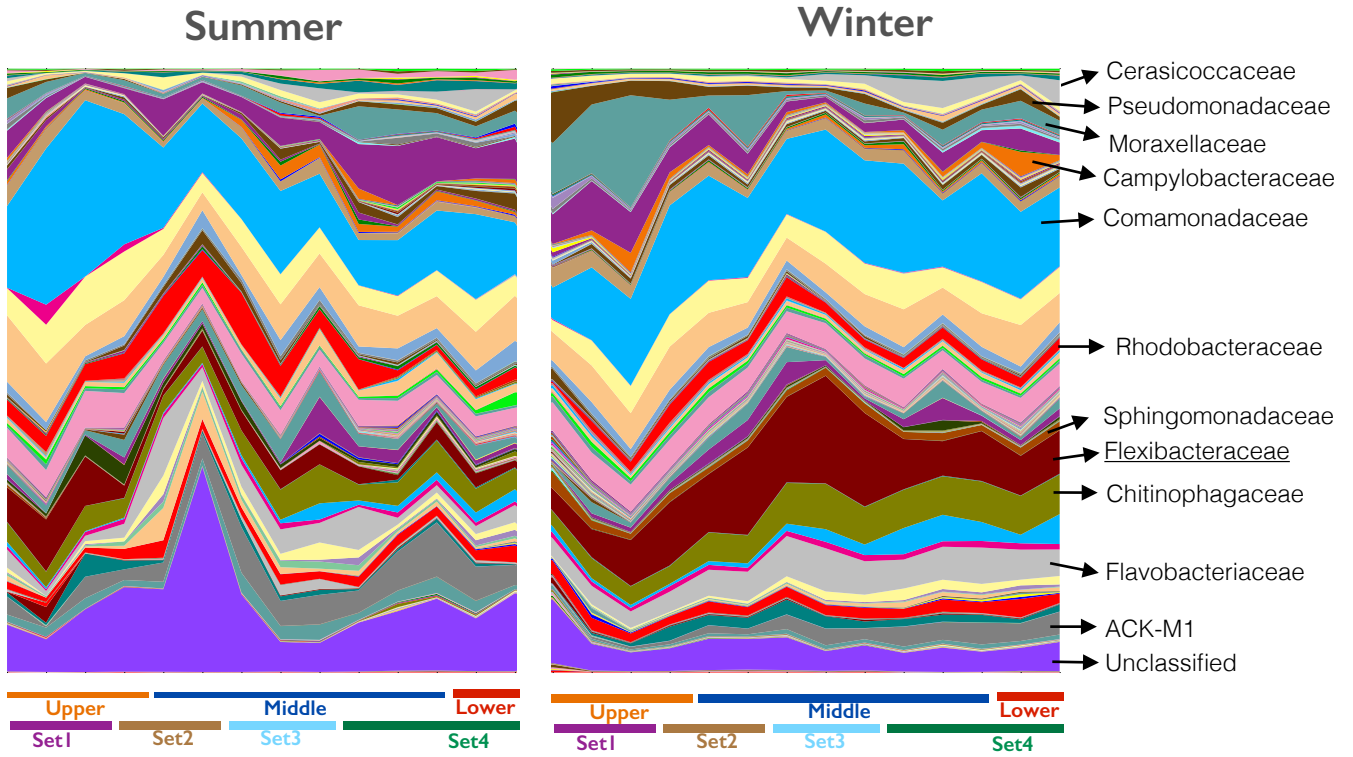 Summer
Winter
Cerasicoccaceae
Pseudomonadaceae
Moraxellaceae
Campylobacteraceae
Comamonadaceae
Rhodobacteraceae
Sphingomonadaceae
Flexibacteraceae
Chitinophagaceae
Flavobacteriaceae
ACK-M1
Unclassified
Upper Middle Lower
Set1 Set2 Set3 Set4
Upper Middle Lower
Set1 Set2 Set3 Set4